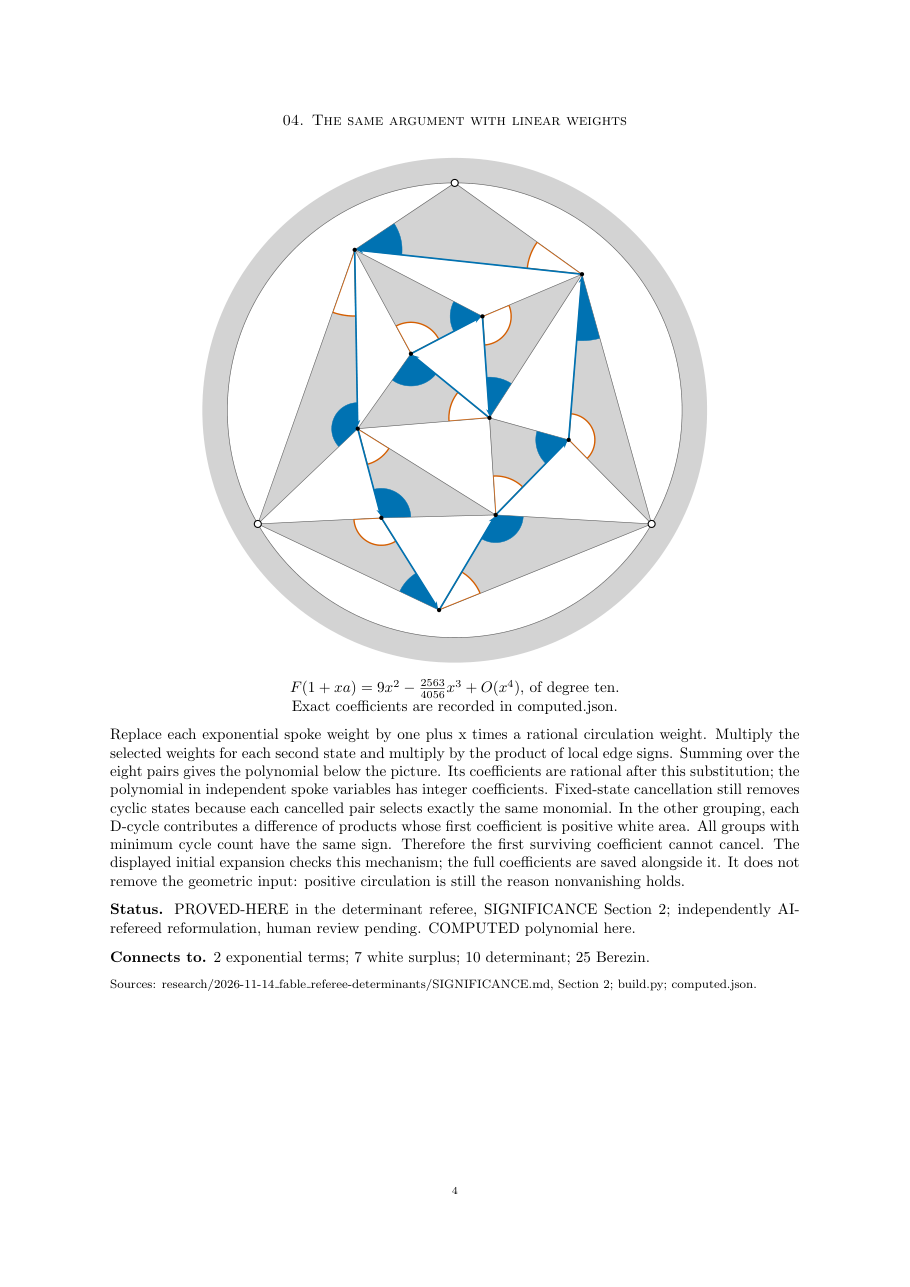 04. The same argument with linear weights
F(1 + xa) = 9x² − 2563/4056 x³ + O(x⁴), of degree ten.
Exact coefficients are recorded in computed.json.
Replace each exponential spoke weight by one plus x times a rational circulation weight. Multiply the
selected weights for each second state and multiply by the product of local edge signs. Summing over the
eight pairs gives the polynomial below the picture. Its coefficients are rational after this substitution; the
polynomial in independent spoke variables has integer coefficients. Fixed-state cancellation still removes
cyclic states because each cancelled pair selects exactly the same monomial. In the other grouping, each
D-cycle contributes a difference of products whose first coefficient is positive white area. All groups with
minimum cycle count have the same sign. Therefore the first surviving coefficient cannot cancel. The
displayed initial expansion checks this mechanism; the full coefficients are saved alongside it. It does not
remove the geometric input: positive circulation is still the reason nonvanishing holds.
Status. PROVED-HERE in the determinant referee, SIGNIFICANCE Section 2; independently AI-
refereed reformulation, human review pending. COMPUTED polynomial here.
Connects to. 2 exponential terms; 7 white surplus; 10 determinant; 25 Berezin.
Sources: research/2026-11-14_fable_referee-determinants/SIGNIFICANCE.md, Section 2; build.py; computed.json.
4